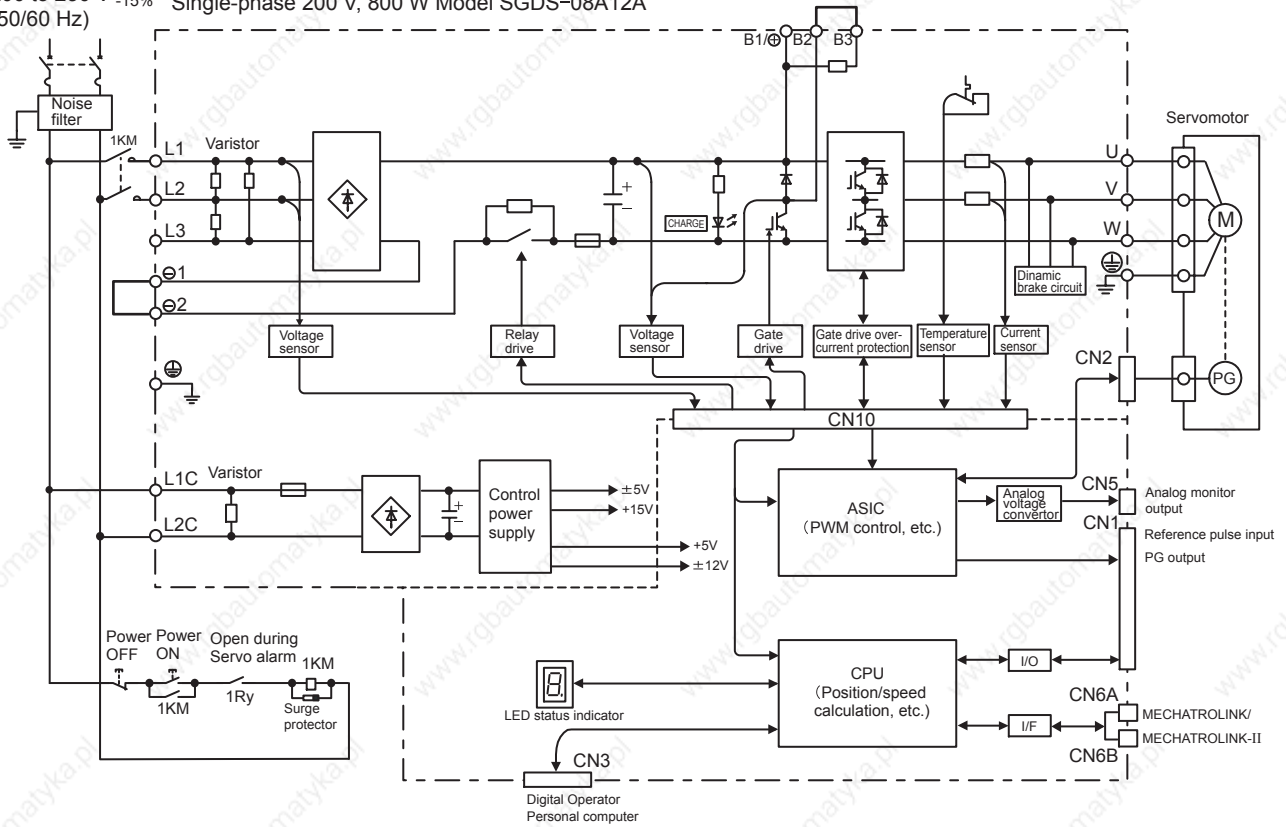 -15% Single-phase 200 V, 800 W Model SGDS-08A12A
50/60 Hz)
B1/⊕ B2 B3
Noise
filter
1KM
Varistor
L1
L2
L3
⊖1
⊖2
+
−
CHARGE
Servomotor
U
V
W
M
PG
Dinamic
brake circuit
Voltage
sensor
Relay
drive
Voltage
sensor
Gate
drive
Gate drive over-
current protection
Temperature
sensor
Current
sensor
CN2
CN10
L1C
Varistor
L2C
+
−
Control
power
supply
±5V
+15V
+5V
±12V
ASIC
(PWM control, etc.)
Analog
voltage
convertor
CN5
Analog monitor
output
CN1
Reference pulse input
PG output
Power
OFF
Power
ON
Open during
Servo alarm
1KM
1KM
1Ry
Surge
protector
8.
LED status indicator
CPU
(Position/speed
calculation, etc.)
I/O
I/F
CN6A
MECHATROLINK/
MECHATROLINK-II
CN6B
CN3
Digital Operator
Personal computer
www.rgbautomatyka.pl